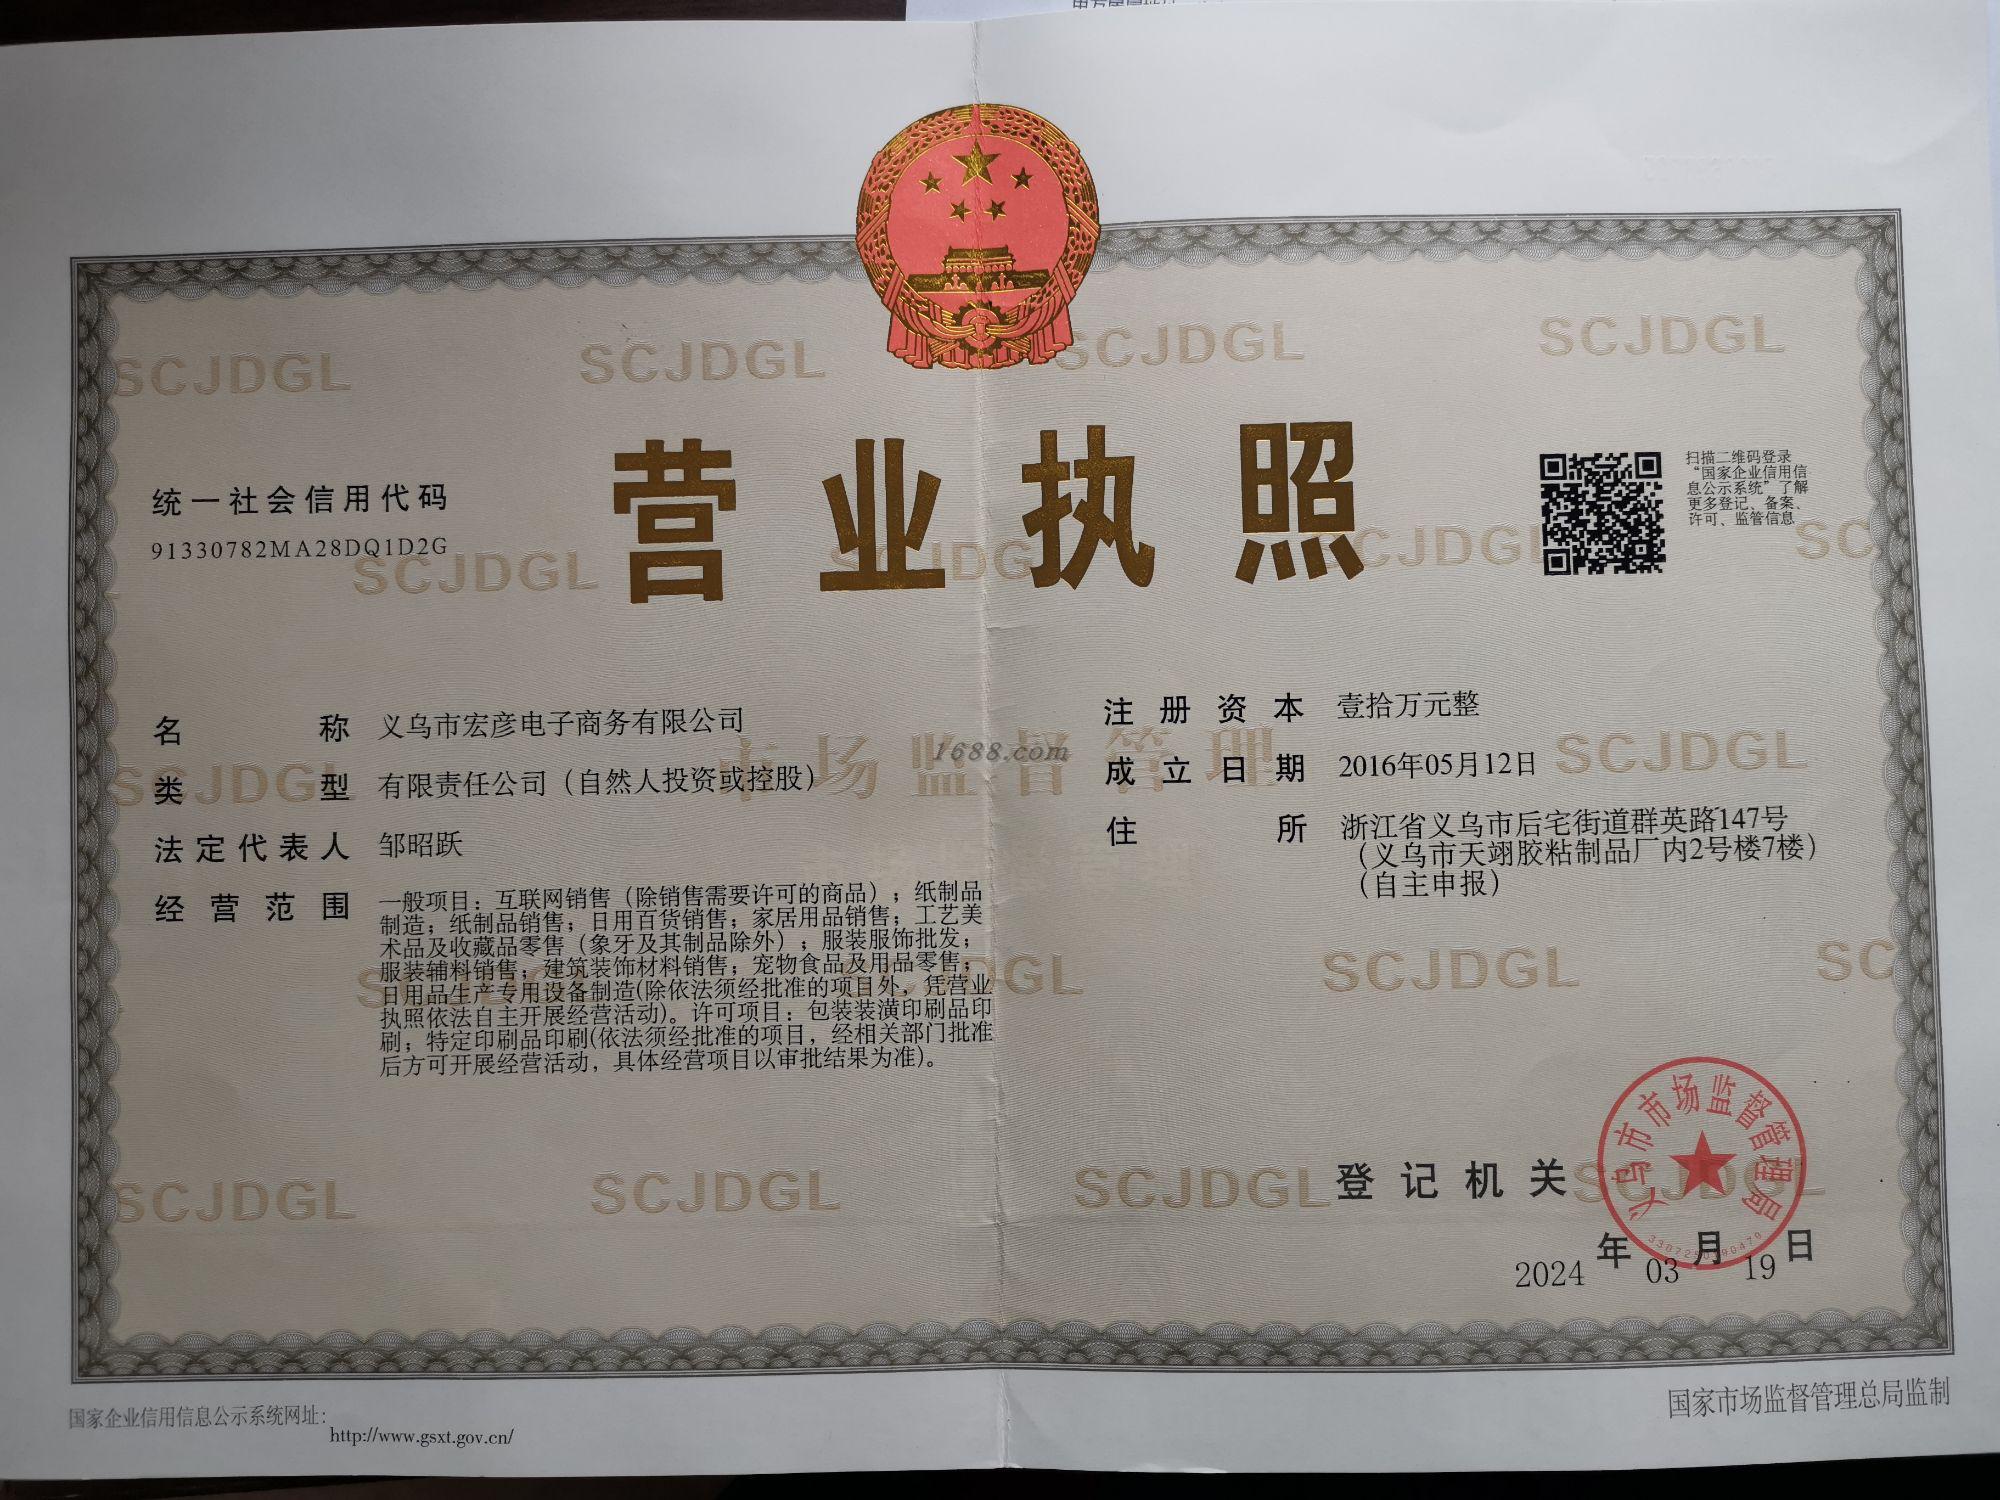 营业执照
统一社会信用代码
91330782MA28DQ1D2G
扫描二维码登录
“国家企业信用信
息公示系统”了解
更多登记、备案、
许可、监管信息
名称 义乌市宏彦电子商务有限公司
类型 有限责任公司（自然人投资或控股）
法定代表人 邹昭跃
经营范围 一般项目：互联网销售（除销售需要许可的商品）；纸制品
制造；纸制品销售；日用百货销售；家居用品销售；工艺美
术品及收藏品零售（象牙及其制品除外）；服装服饰批发；
服装辅料销售；建筑装饰材料销售；宠物食品及用品零售；
日用品生产专用设备制造(除依法须经批准的项目外，凭营业
执照依法自主开展经营活动)。许可项目：包装装潢印刷品印
刷；特定印刷品印刷(依法须经批准的项目，经相关部门批准
后方可开展经营活动，具体经营项目以审批结果为准)。
注册资本 壹拾万元整
成立日期 2016年05月12日
住所 浙江省义乌市后宅街道群英路147号
（义乌市天翊胶粘制品厂内2号楼7楼）
（自主申报）
1688.com
市场监督管理
SCJDGL
登记机关
义乌市市场监督管理局
2024年03月19日
国家企业信用信息公示系统网址：
http://www.gsxt.gov.cn/
国家市场监督管理总局监制